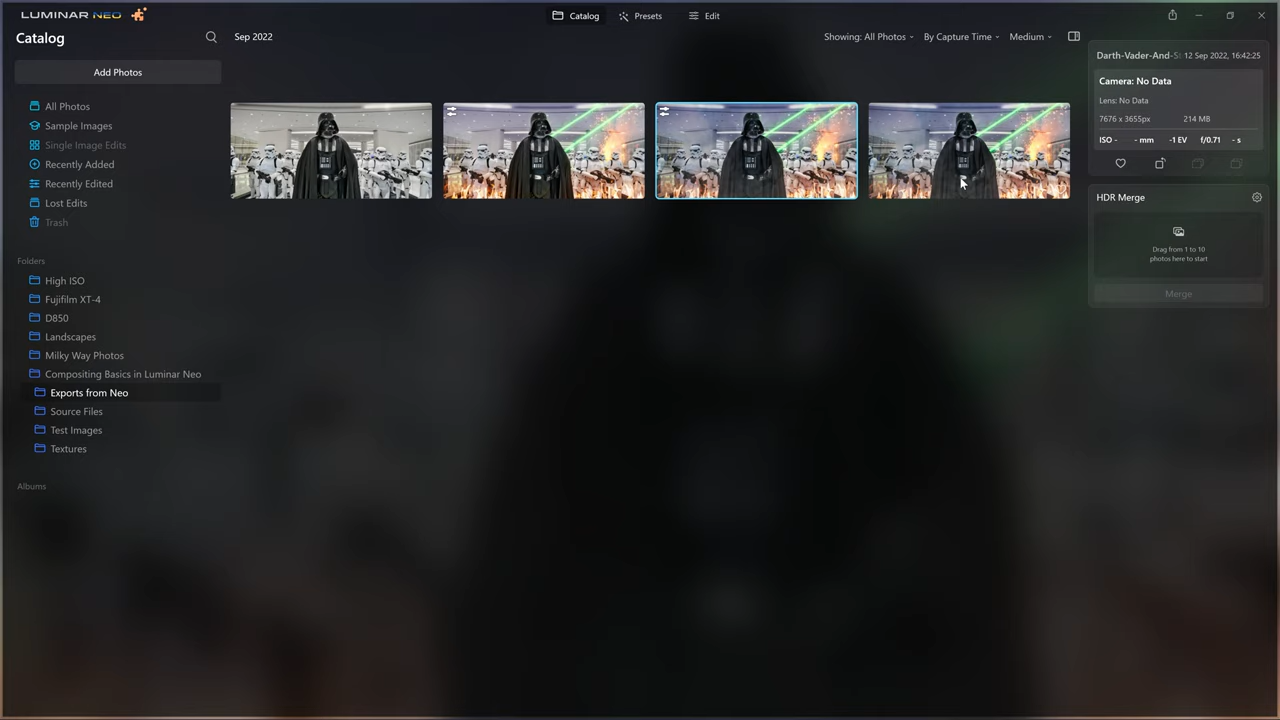 LUMINAR NEO
Catalog
Presets
Edit
Catalog
Sep 2022
Showing: All Photos
By Capture Time
Medium
Add Photos
All Photos
Sample Images
Single Image Edits
Recently Added
Recently Edited
Lost Edits
Trash
Folders
High ISO
Fujifilm XT-4
D850
Landscapes
Milky Way Photos
Compositing Basics in Luminar Neo
Exports from Neo
Source Files
Test Images
Textures
Albums
Darth-Vader-And-S 12 Sep 2022, 16:42:25
Camera: No Data
Lens: No Data
7676 x 3655px 214 MB
ISO - - mm -1 EV f/0.71 - s
HDR Merge
Drag from 1 to 10
photos here to start
Merge